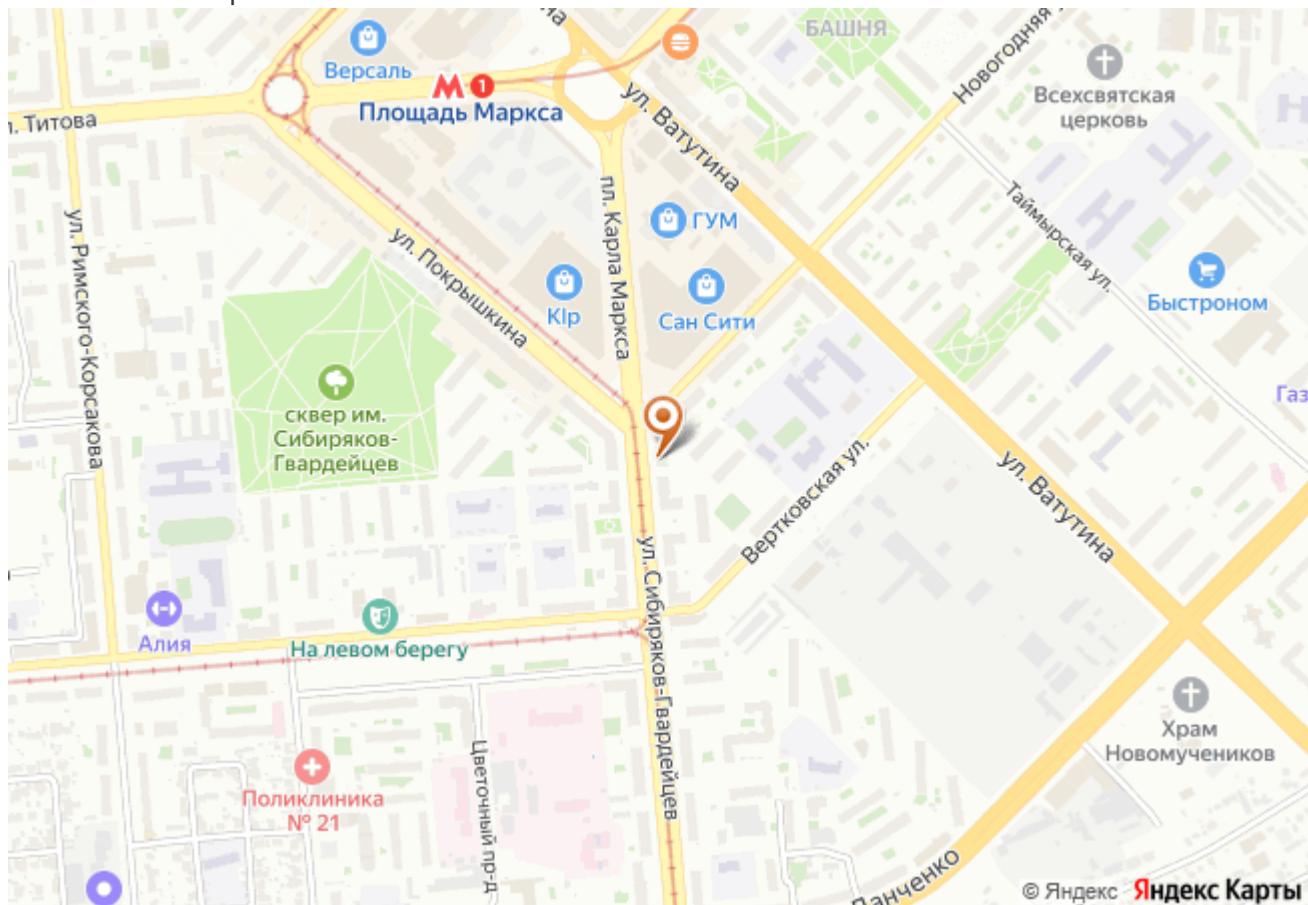 Версаль
М 1
Площадь Маркса
ул. Ватутина
БАШНЯ
Новогодняя
Всехсвятская
церковь
Титова
пл. Карла Маркса
ГУМ
Таймырская ул.
ул. Римского-Корсакова
ул. Покрышкина
КІр
Сан Сити
Быстроном
сквер им.
Сибиряков-
Гвардейцев
Газ
Вертковская ул.
ул. Ватутина
ул. Сибиряков-Гвардейцев
Алия
На левом берегу
Храм
Новомучеников
Поликлиника
№ 21
Цветочный пр-д
Панченко
© Яндекс Яндекс Карты